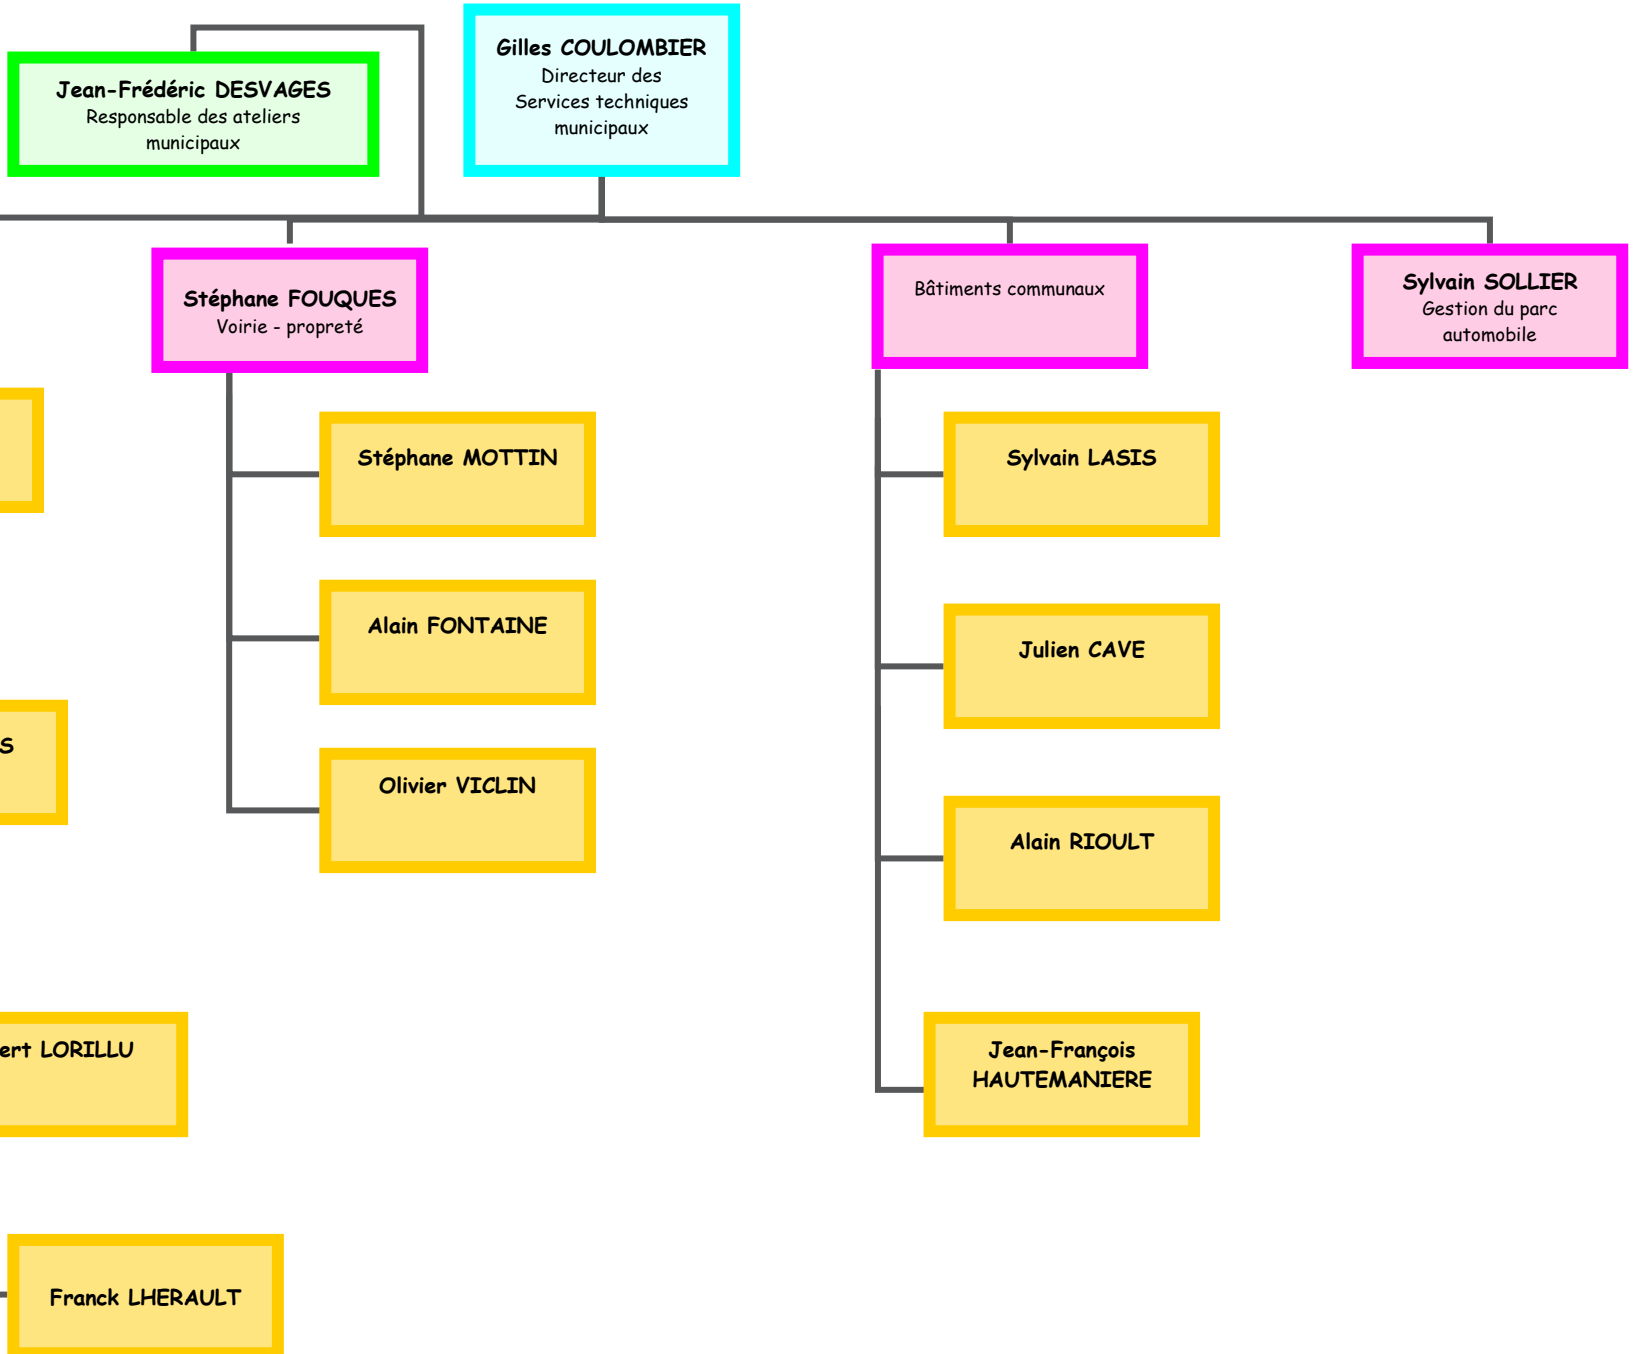 Gilles COULOMBIER
Directeur des
Services techniques
municipaux
Jean-Frédéric DESVAGES
Responsable des ateliers
municipaux
Stéphane FOUQUES
Voirie - propreté
Bâtiments communaux
Sylvain SOLLIER
Gestion du parc
automobile
Stéphane MOTTIN
Sylvain LASIS
Alain FONTAINE
Julien CAVE
S
Olivier VICLIN
Alain RIOULT
ert LORILLU
Jean-François
HAUTEMANIERE
Franck LHERAULT